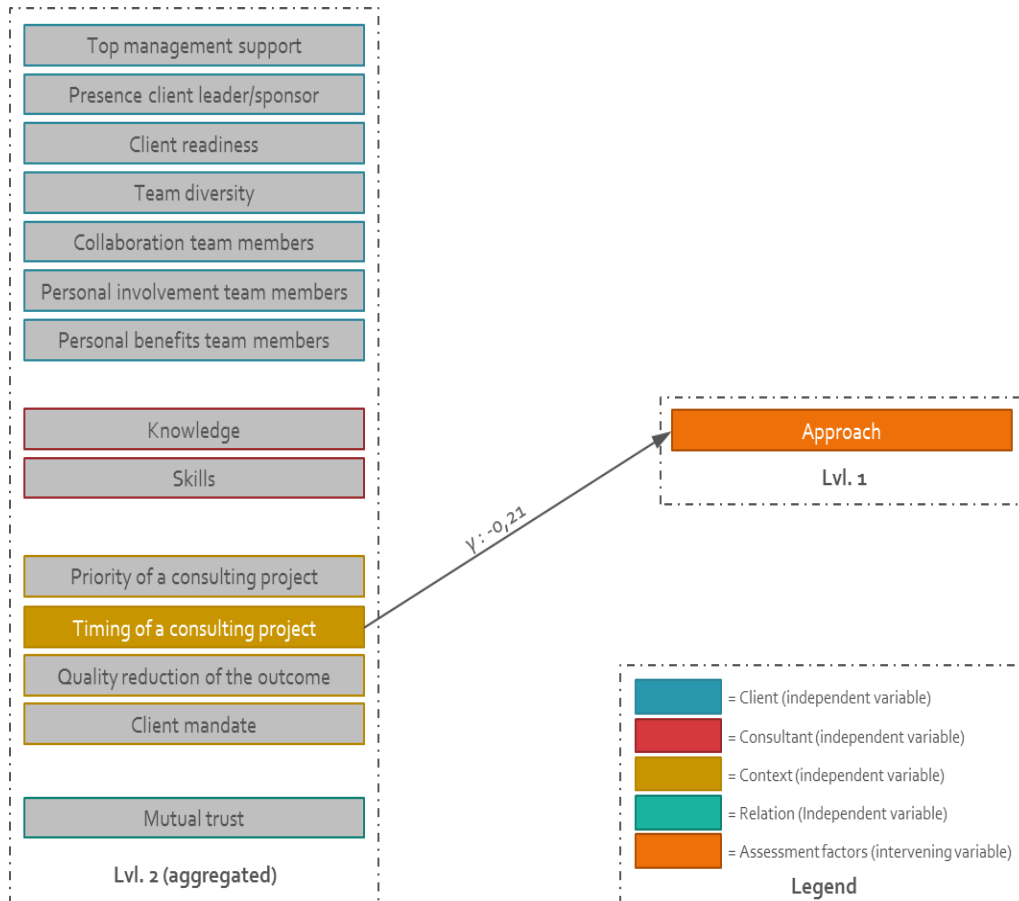 Top management support
Presence client leader/sponsor
Client readiness
Team diversity
Collaboration team members
Personal involvement team members
Personal benefits team members
Knowledge
Skills
Priority of a consulting project
Timing of a consulting project
Quality reduction of the outcome
Client mandate
Mutual trust
Lvl. 2 (aggregated)
γ : -0,21
Approach
Lvl. 1
= Client (independent variable)
= Consultant (independent variable)
= Context (independent variable)
= Relation (Independent variable)
= Assessment factors (intervening variable)
Legend